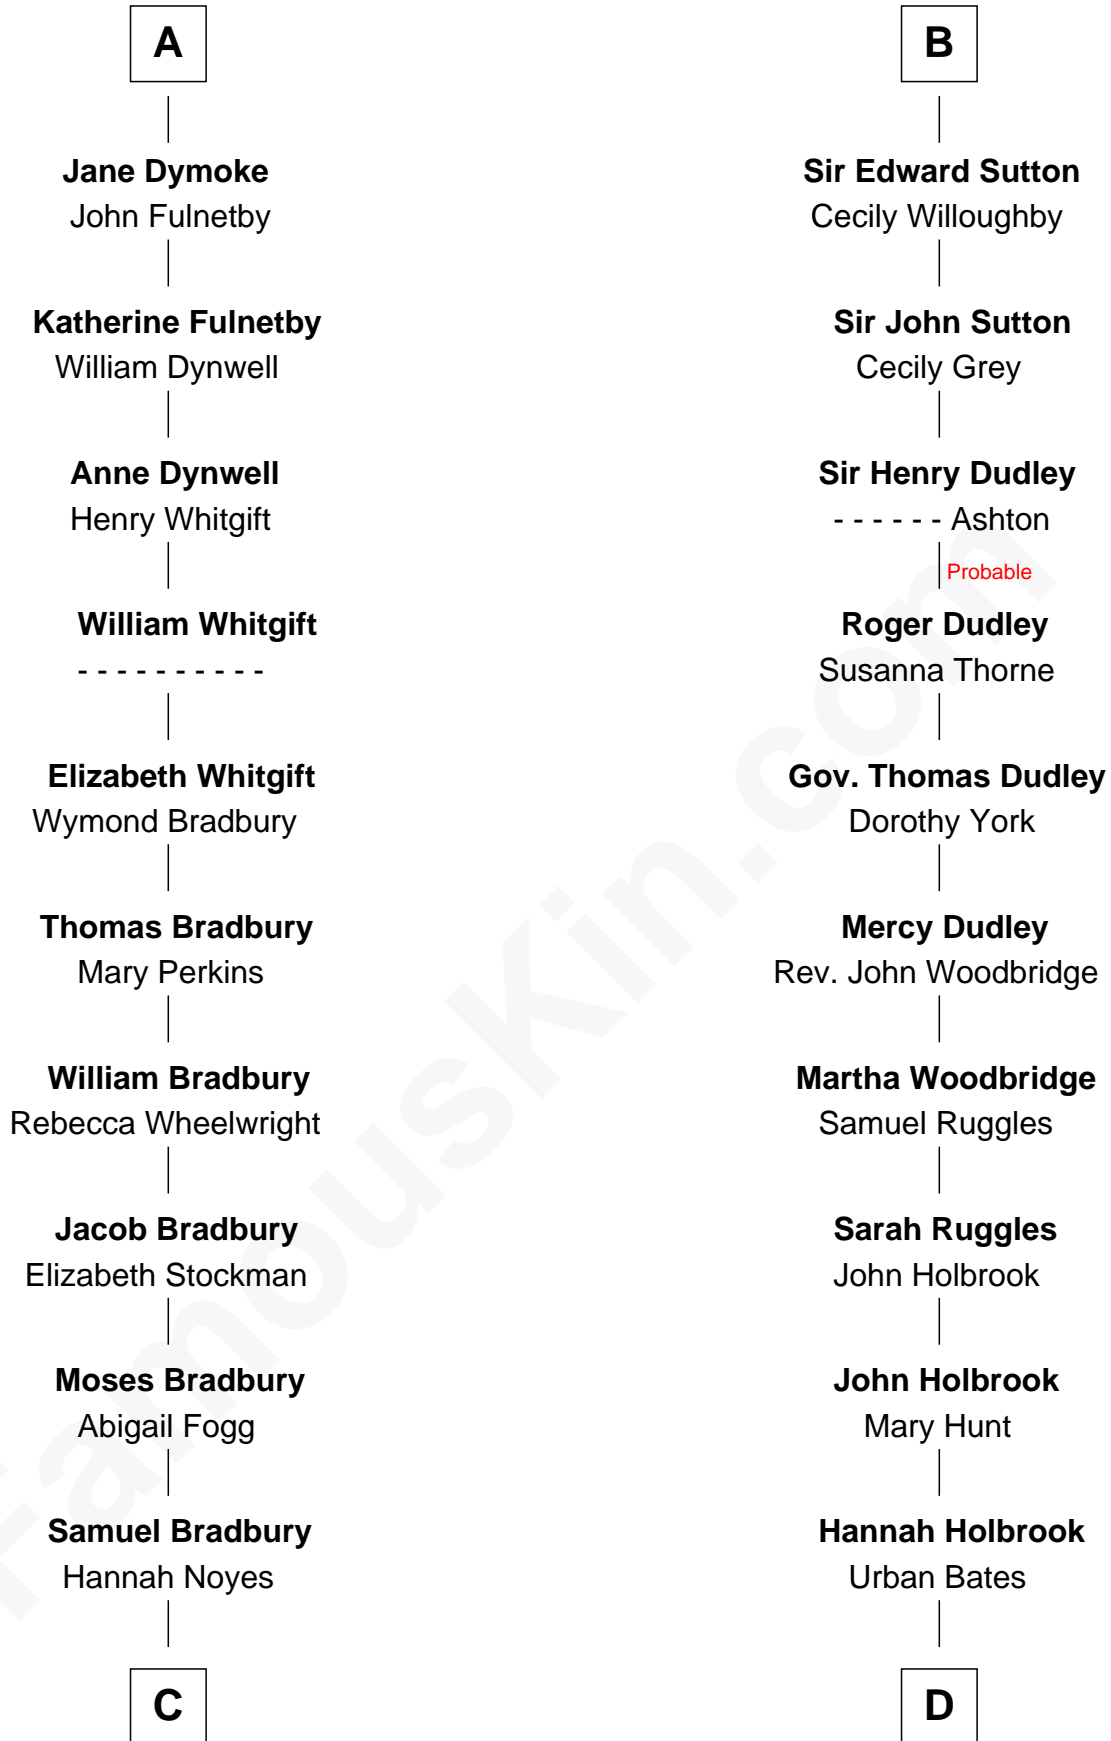 A
Jane Dymoke
John Fulnetby
Katherine Fulnetby
William Dynwell
Anne Dynwell
Henry Whitgift
William Whitgift
- - - - - - - - - -
Elizabeth Whitgift
Wymond Bradbury
Thomas Bradbury
Mary Perkins
William Bradbury
Rebecca Wheelwright
Jacob Bradbury
Elizabeth Stockman
Moses Bradbury
Abigail Fogg
Samuel Bradbury
Hannah Noyes
C
B
Sir Edward Sutton
Cecily Willoughby
Sir John Sutton
Cecily Grey
Sir Henry Dudley
- - - - - - Ashton
Probable
Roger Dudley
Susanna Thorne
Gov. Thomas Dudley
Dorothy York
Mercy Dudley
Rev. John Woodbridge
Martha Woodbridge
Samuel Ruggles
Sarah Ruggles
John Holbrook
John Holbrook
Mary Hunt
Hannah Holbrook
Urban Bates
D
FamousKin.com